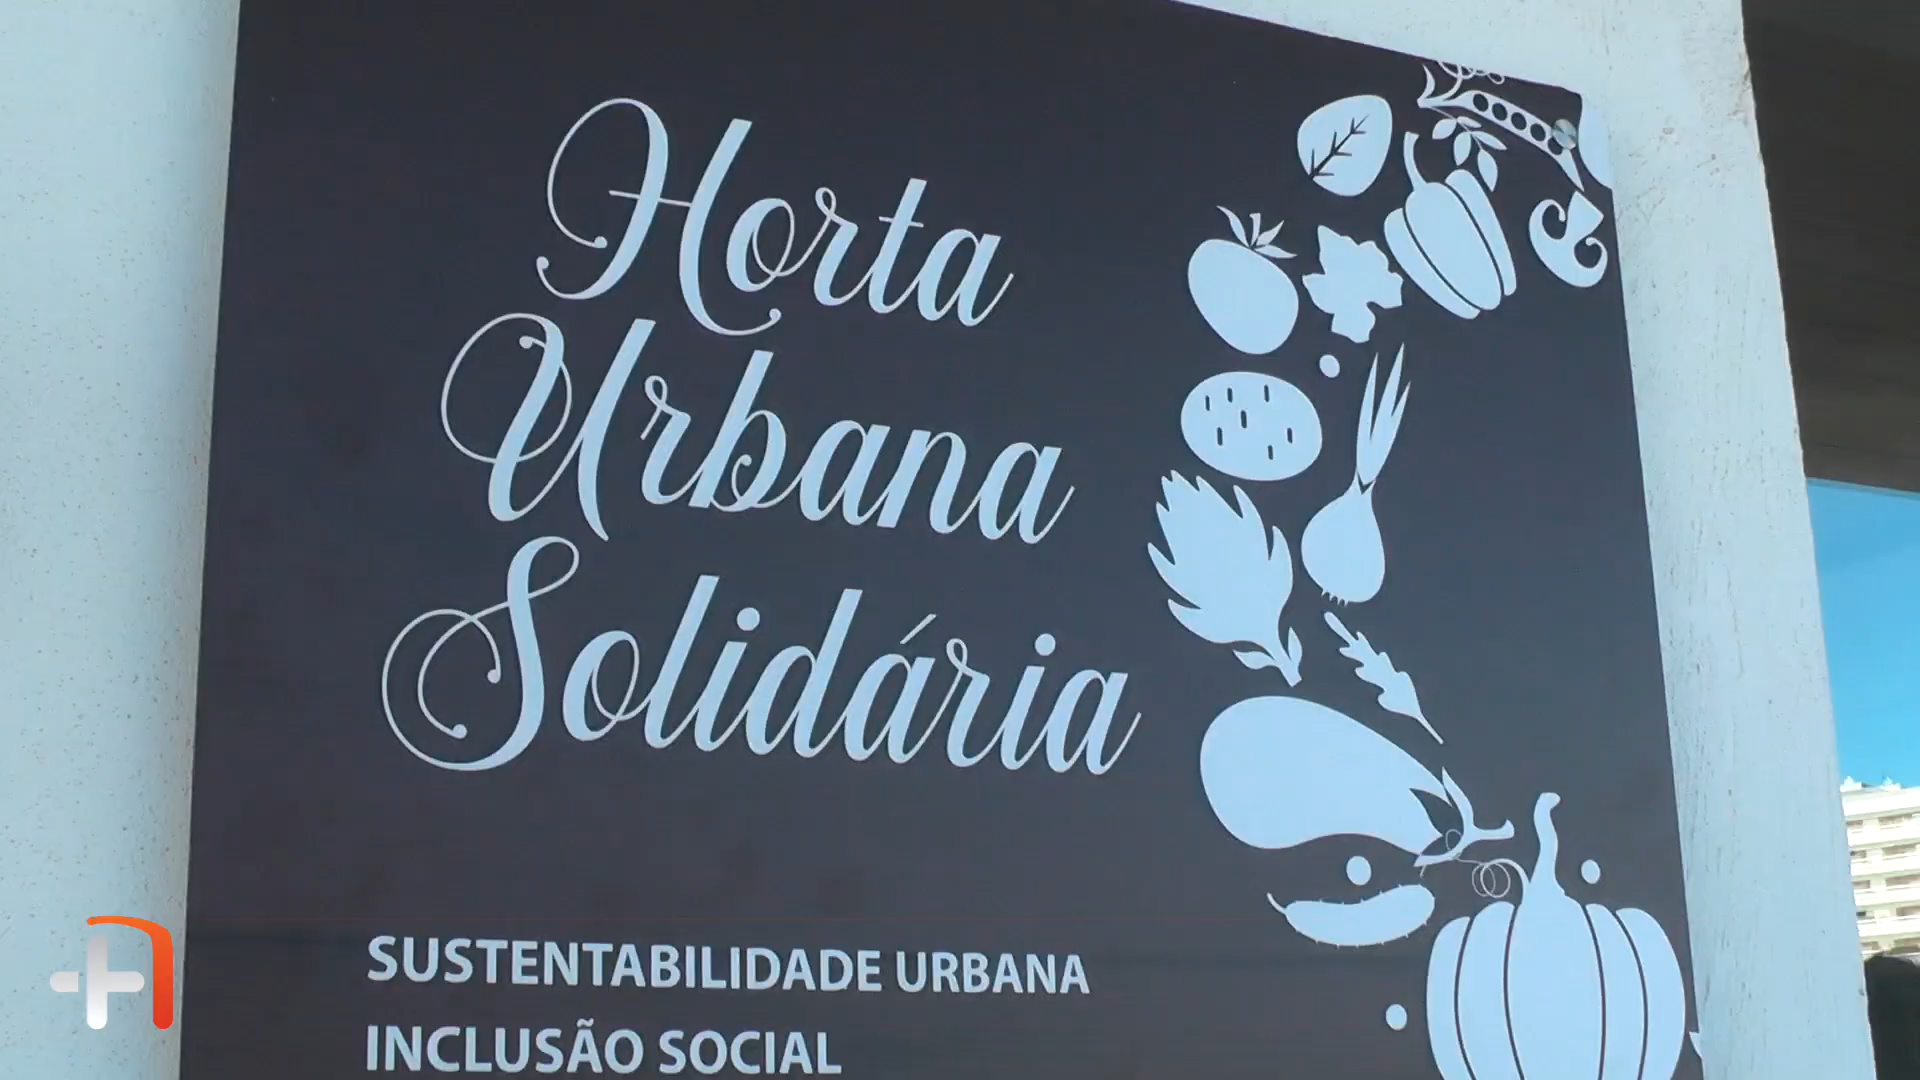 Horta
Urbana
Solidária
SUSTENTABILIDADE URBANA
INCLUSÃO SOCIAL